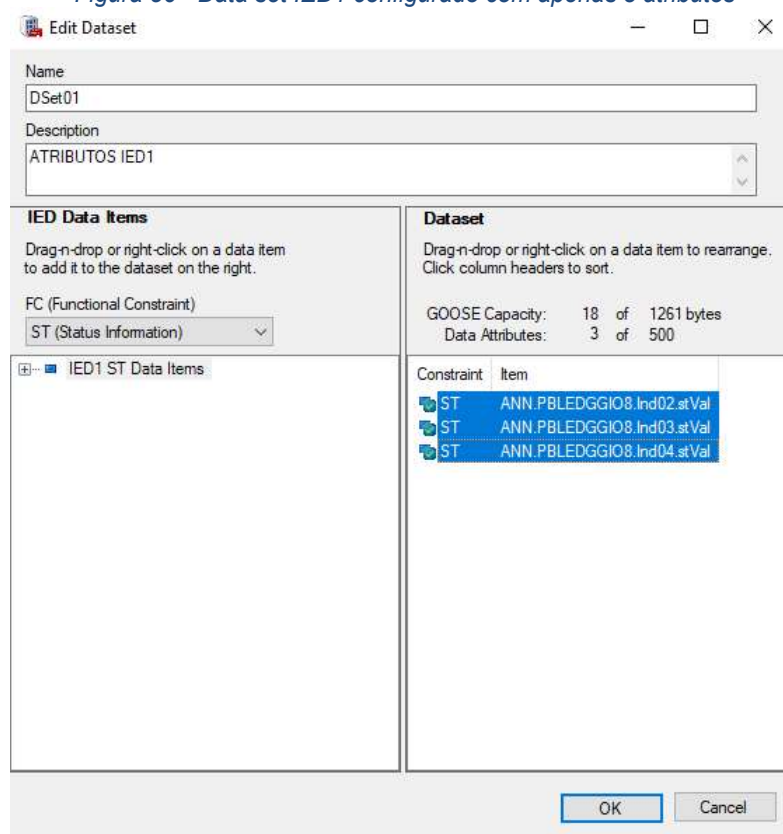 Data set IED1 configurado com apenas 3 atributos
Edit Dataset
Name
DSet01
Description
ATRIBUTOS IED1
IED Data Items
Drag-n-drop or right-click on a data item
to add it to the dataset on the right.
FC (Functional Constraint)
ST (Status Information)
IED1 ST Data Items
Dataset
Drag-n-drop or right-click on a data item to rearrange.
Click column headers to sort.
GOOSE Capacity: 18 of 1261 bytes
Data Attributes: 3 of 500
Constraint Item
ST ANN.PBLEDGGIO8.Ind02.stVal
ST ANN.PBLEDGGIO8.Ind03.stVal
ST ANN.PBLEDGGIO8.Ind04.stVal
OK Cancel